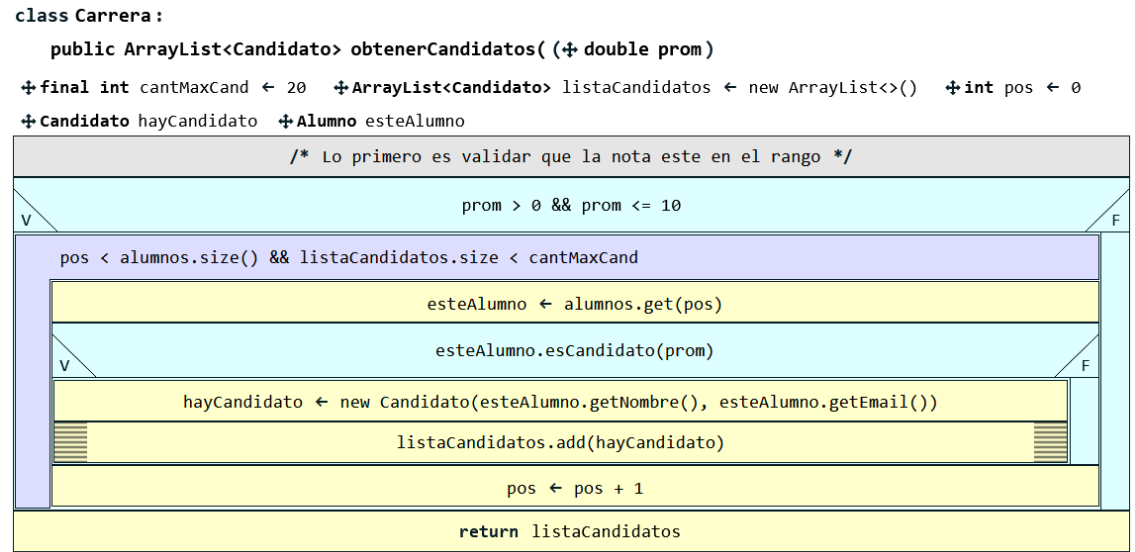 class Carrera:
public ArrayList<Candidato> obtenerCandidatos( (✥ double prom)
✥ final int cantMaxCand ← 20 ✥ ArrayList<Candidato> listaCandidatos ← new ArrayList<>() ✥ int pos ← 0
✥ Candidato hayCandidato ✥ Alumno esteAlumno
/* Lo primero es validar que la nota este en el rango */
prom > 0 && prom <= 10
V F
pos < alumnos.size() && listaCandidatos.size < cantMaxCand
esteAlumno ← alumnos.get(pos)
esteAlumno.esCandidato(prom)
V F
hayCandidato ← new Candidato(esteAlumno.getNombre(), esteAlumno.getEmail())
listaCandidatos.add(hayCandidato)
pos ← pos + 1
return listaCandidatos